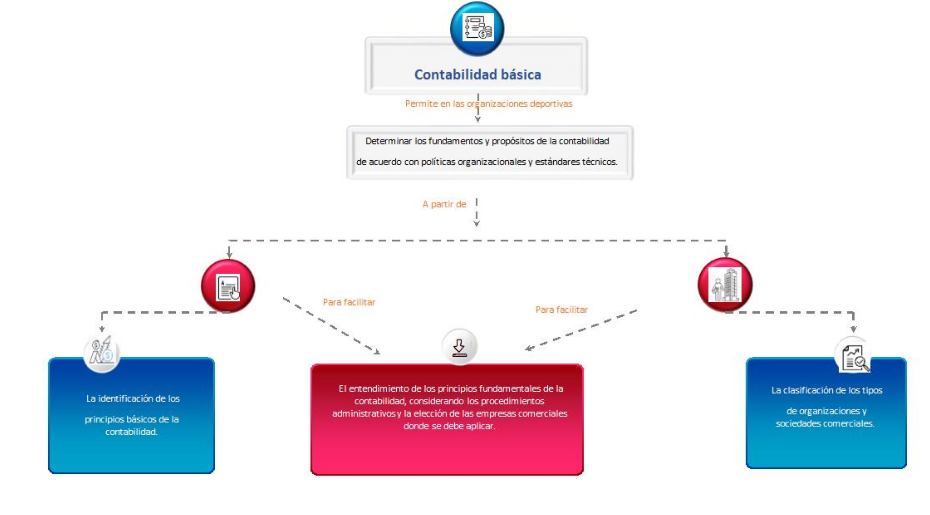 Contabilidad básica
Permite en las organizaciones deportivas
Determinar los fundamentos y propósitos de la contabilidad
de acuerdo con políticas organizacionales y estándares técnicos.
A partir de
Para facilitar
Para facilitar
La identificación de los
principios básicos de la
contabilidad.
El entendimiento de los principios fundamentales de la
contabilidad, considerando los procedimientos
administrativos y la elección de las empresas comerciales
donde se debe aplicar.
La clasificación de los tipos
de organizaciones y
sociedades comerciales.